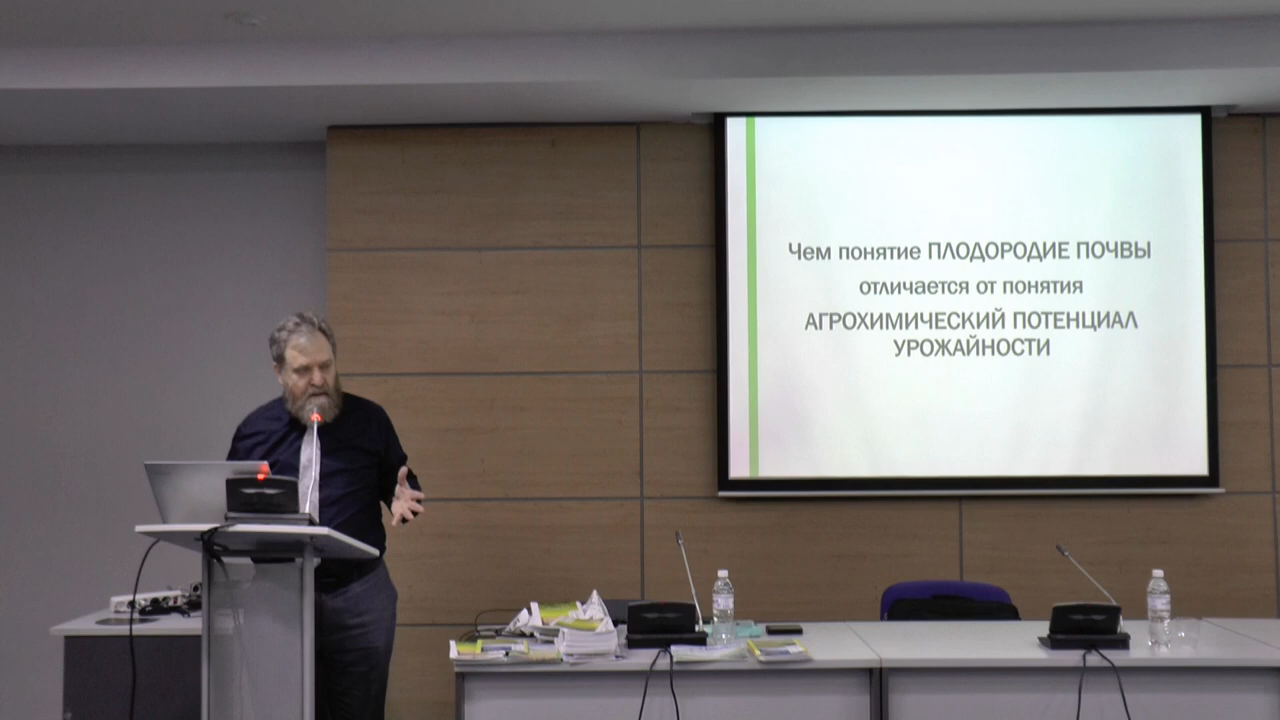 Чем понятие ПЛОДОРОДИЕ ПОЧВЫ
отличается от понятия
АГРОХИМИЧЕСКИЙ ПОТЕНЦИАЛ
УРОЖАЙНОСТИ